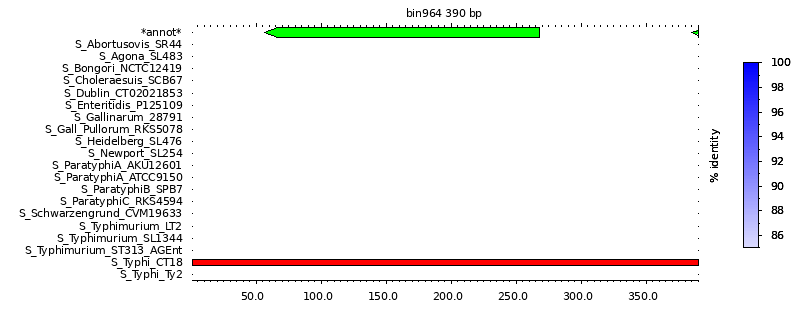 bin964 390 bp
*annot*
S_Abortusovis_SR44
S_Agona_SL483
S_Bongori_NCTC12419
S_Choleraesuis_SCB67
S_Dublin_CT02021853
S_Enteritidis_P125109
S_Gallinarum_28791
S_Gall_Pullorum_RKS5078
S_Heidelberg_SL476
S_Newport_SL254
S_ParatyphiA_AKU12601
S_ParatyphiA_ATCC9150
S_ParatyphiB_SPB7
S_ParatyphiC_RKS4594
S_Schwarzengrund_CVM19633
S_Typhimurium_LT2
S_Typhimurium_SL1344
S_Typhimurium_ST313_AGEnt
S_Typhi_CT18
S_Typhi_Ty2
50.0 100.0 150.0 200.0 250.0 300.0 350.0
% identity
100
98
96
94
92
90
88
86